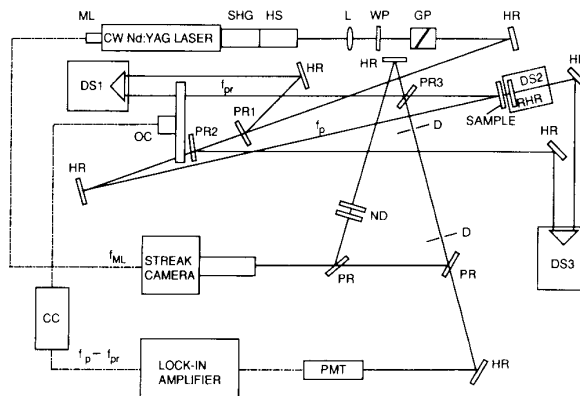 ML
SHG HS
L
WP
GP
HR
CW Nd:YAG LASER
HR
HR
DS1
f_pr
PR3
DS2
HR
RHR
SAMPLE
OC
PR1
PR2
f_p
D
HR
HR
ND
D
f_ML
STREAK
CAMERA
PR
PR
DS3
CC
f_p – f_pr
LOCK-IN
AMPLIFIER
PMT
HR